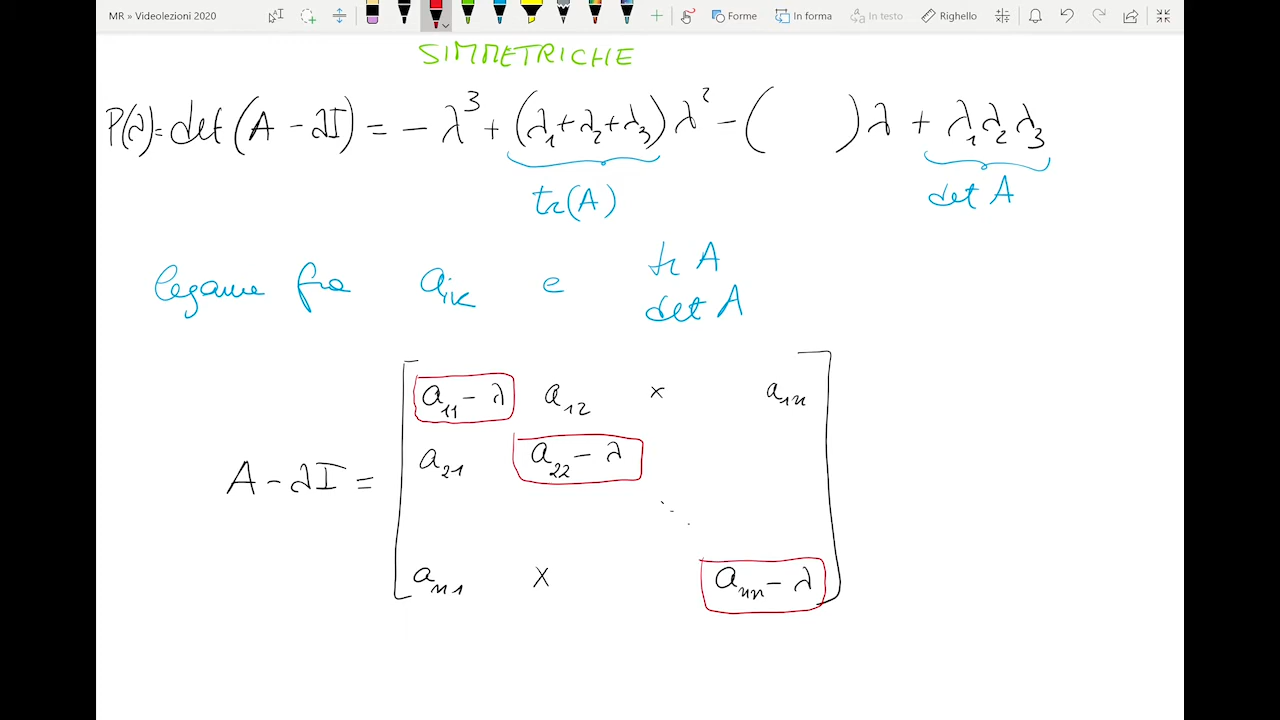 MR » Videolezioni 2020 Forme In forma In testo Righello
SIMMETRICHE
P(λ)= det(A - λI) = - λ³ + (λ₁+λ₂+λ₃)λ² - ( )λ + λ₁λ₂λ₃
tr(A) det A
legame fra aᵢₖ e tr A
det A
a₁₁ - λ a₁₂ × a₁ₙ
a₂₁ a₂₂ - λ
A - λI =
⋱
aₙ₁ × aₙₙ - λ